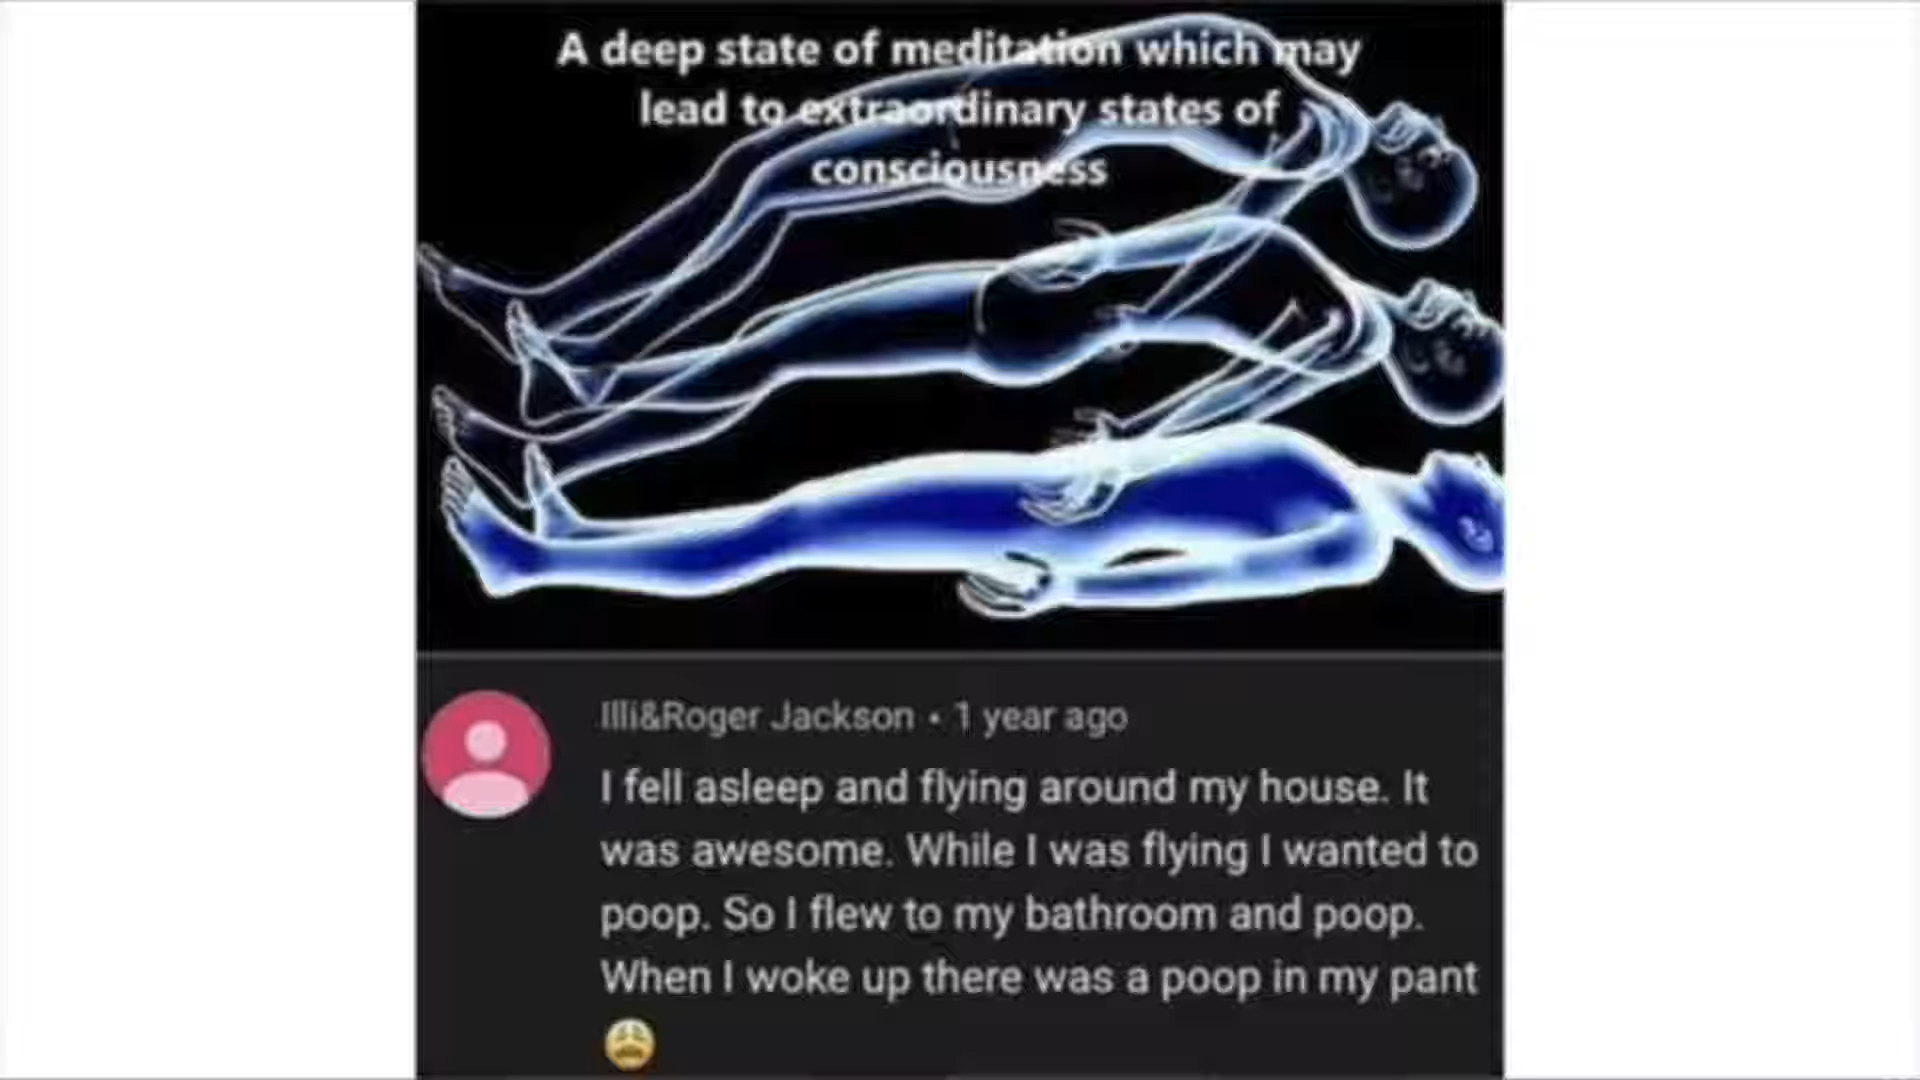 A deep state of meditation which may
lead to extraordinary states of
consciousness
Illi&Roger Jackson • 1 year ago
I fell asleep and flying around my house. It
was awesome. While I was flying I wanted to
poop. So I flew to my bathroom and poop.
When I woke up there was a poop in my pant
😩